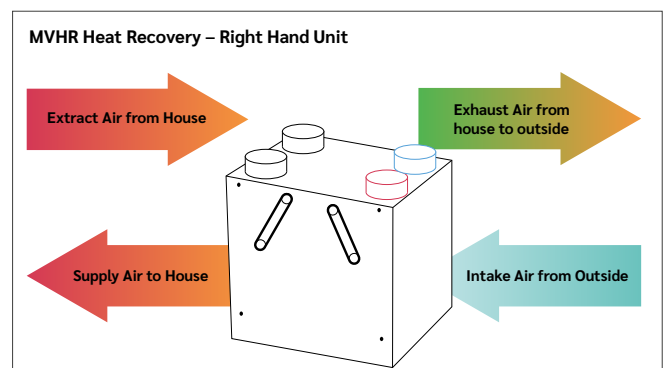 MVHR Heat Recovery – Right Hand Unit
Extract Air from House
Exhaust Air from
house to outside
Supply Air to House
Intake Air from Outside